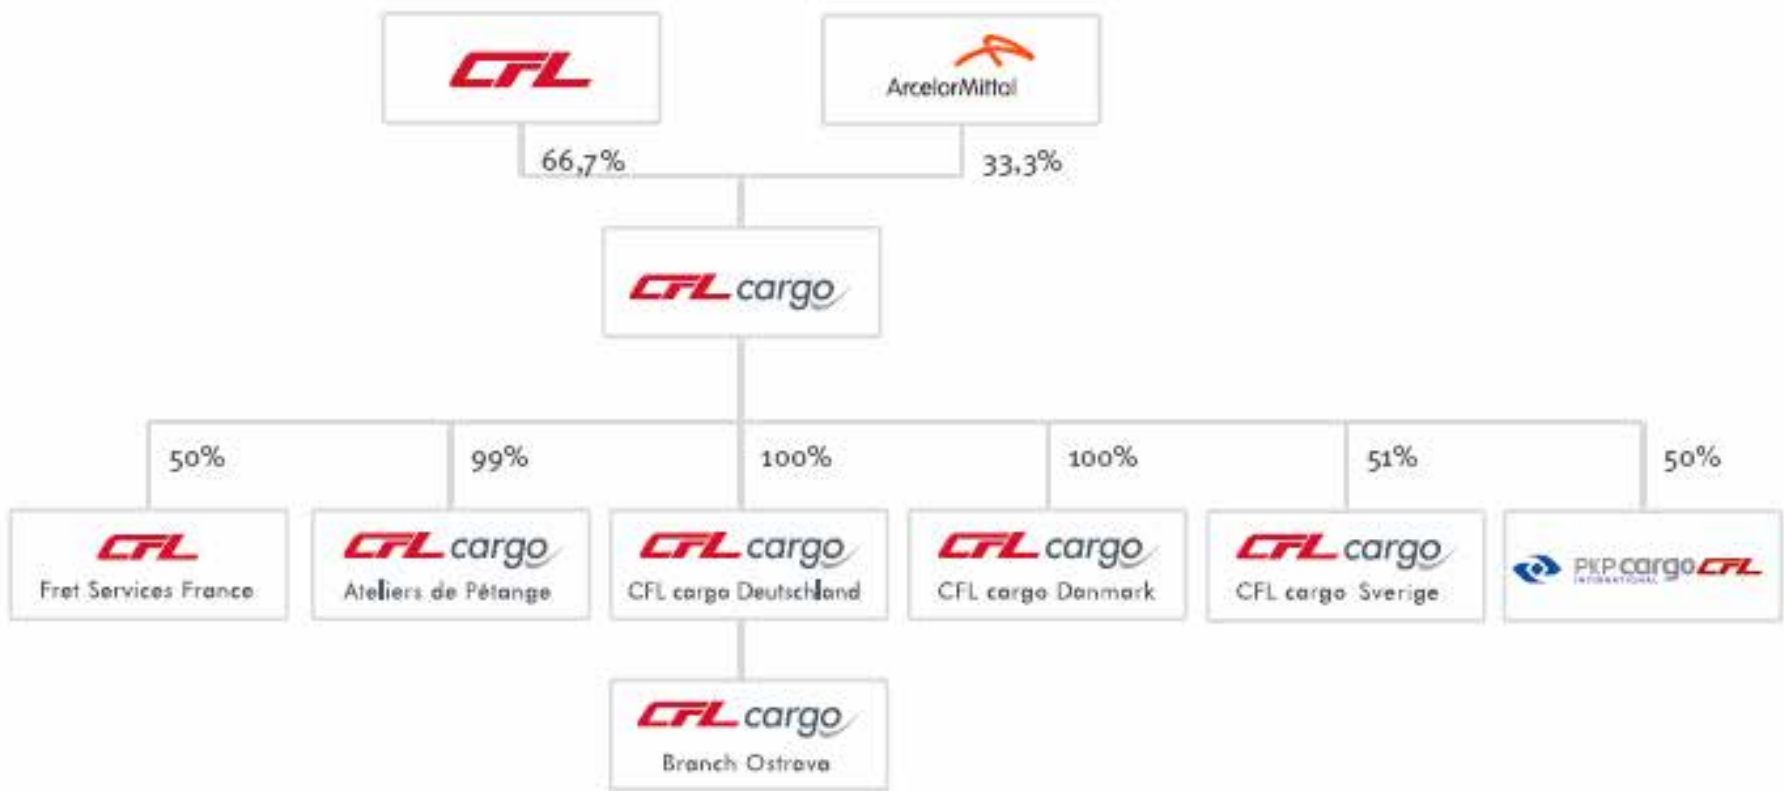 CFL
ArcelorMittal
66,7%
33,3%
CFL cargo
50%
99%
100%
100%
51%
50%
CFL
Fret Services France
CFL cargo
Ateliers de Pétange
CFL cargo
CFL cargo Deutschland
CFL cargo
CFL cargo Danmark
CFL cargo
CFL cargo Sverige
PKP cargo CFL
INTERNATIONAL
CFL cargo
Branch Ostrava